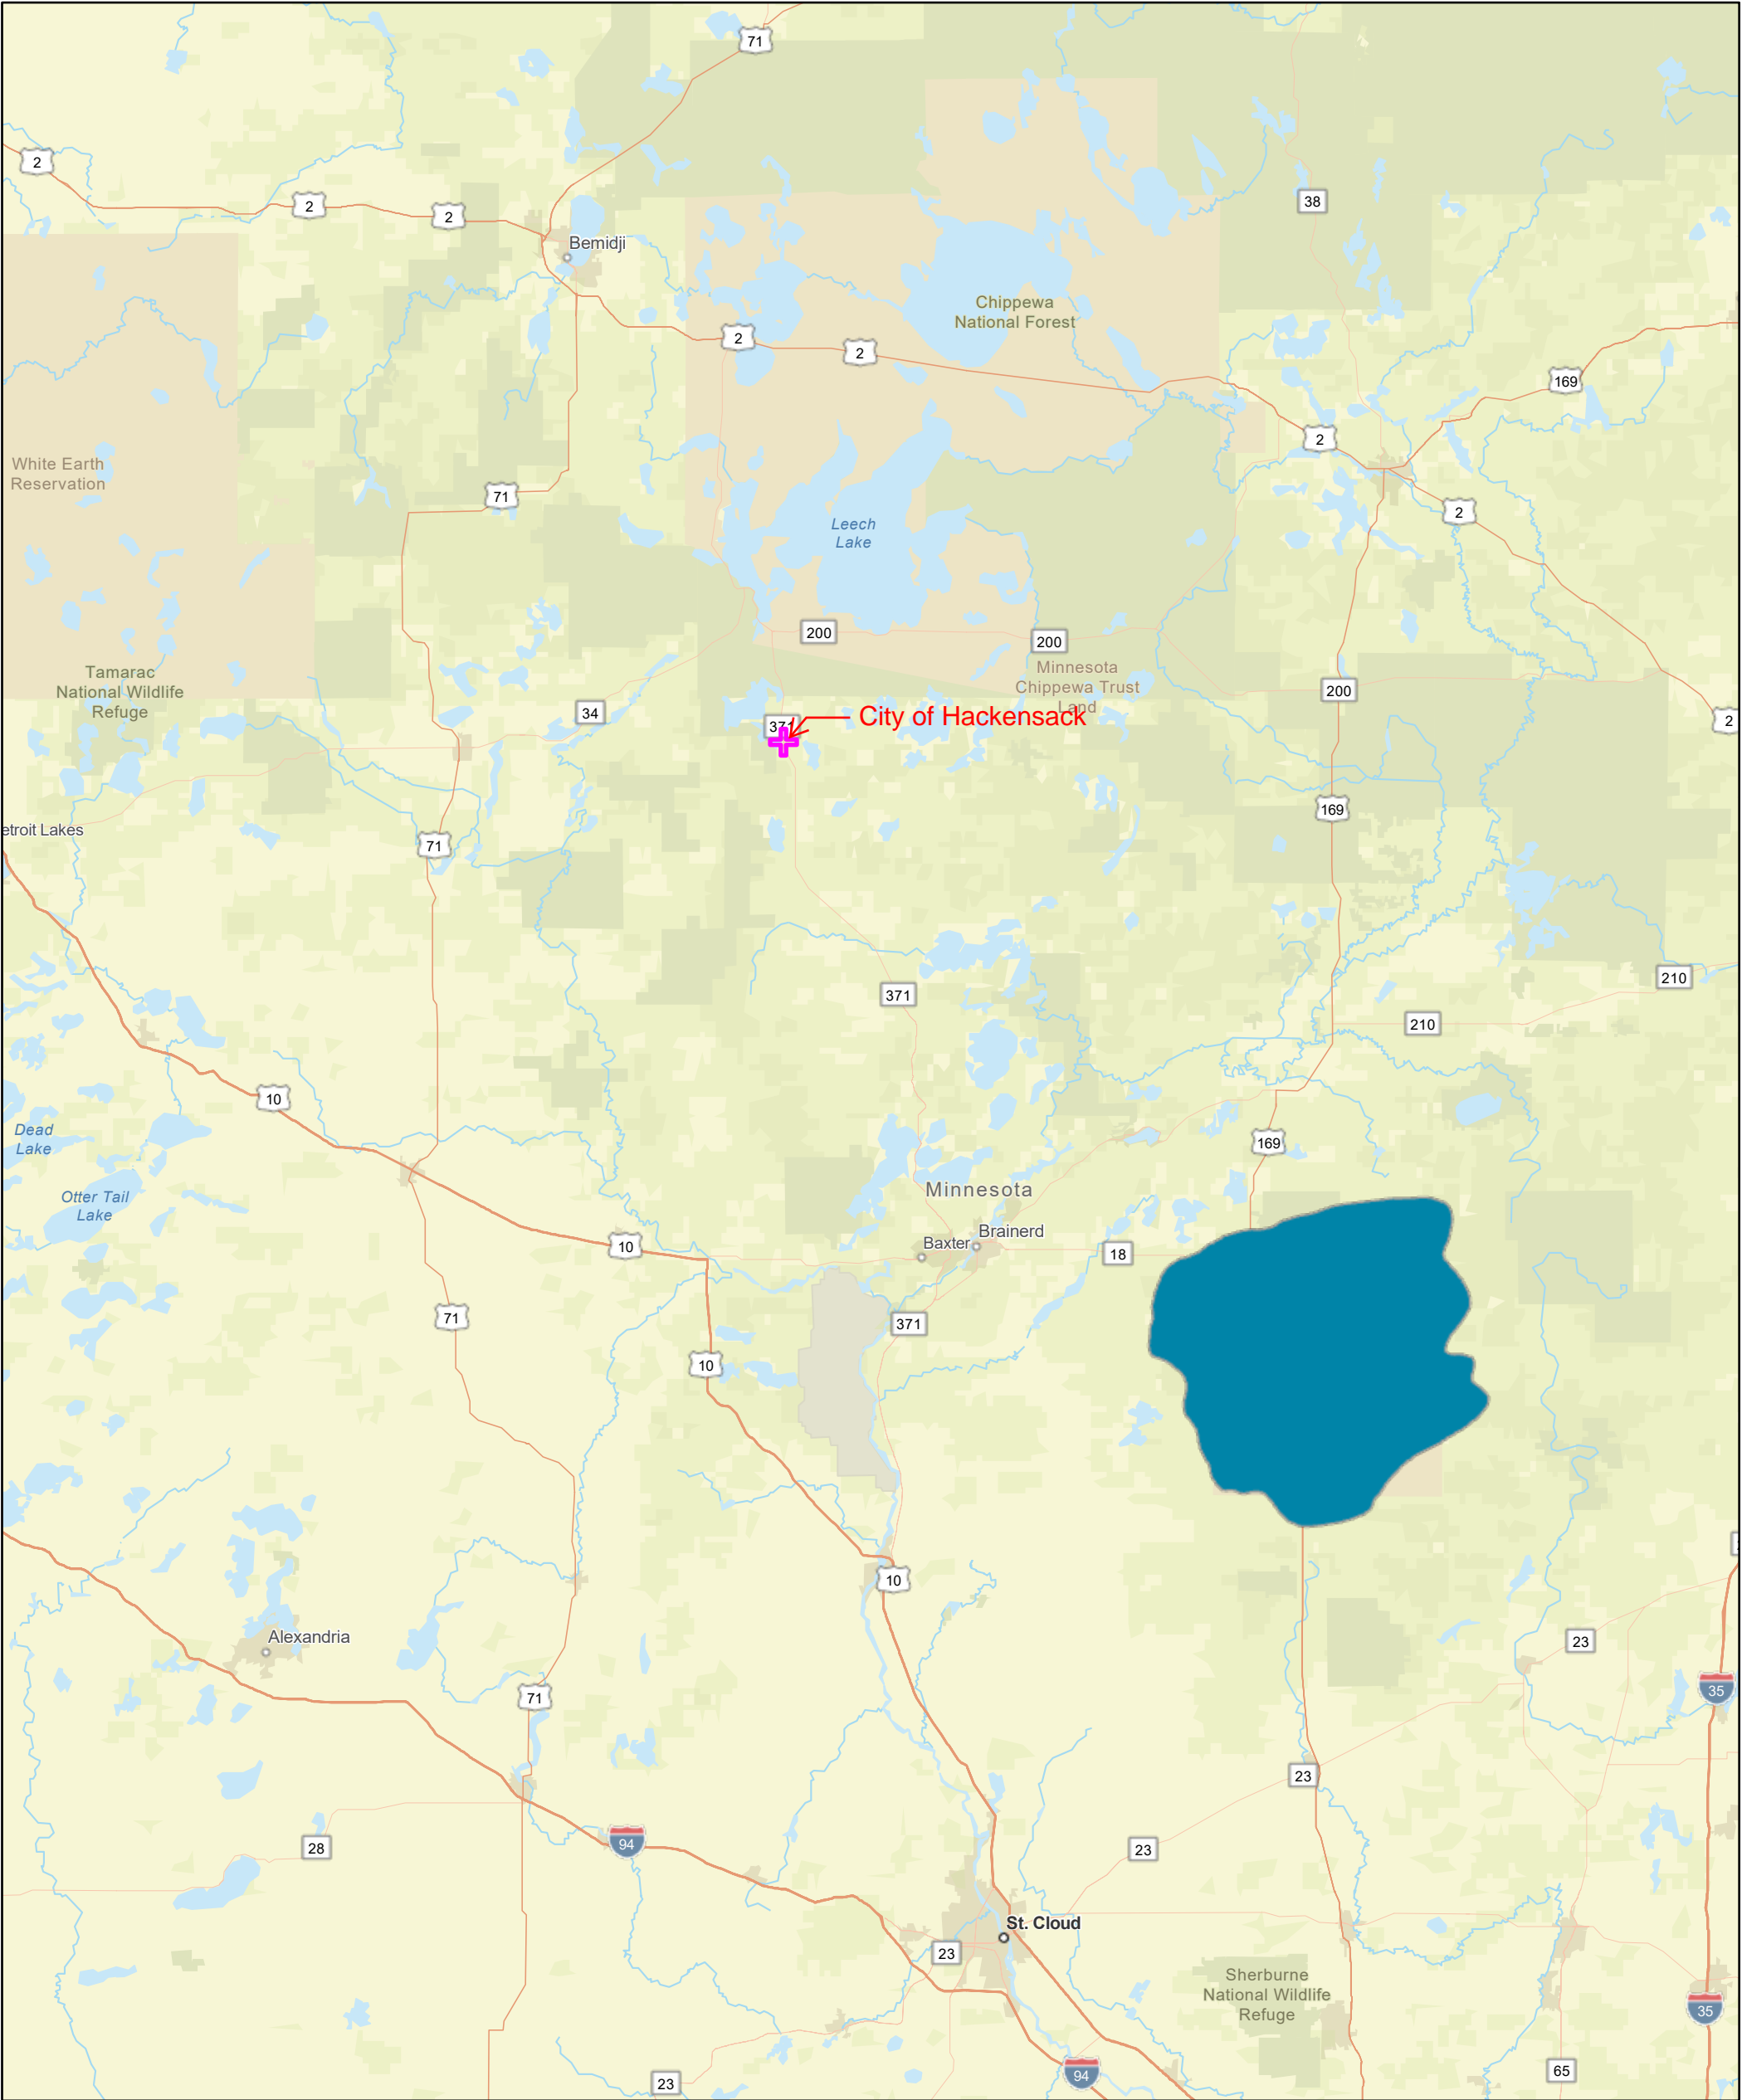 71
2
2
2
38
Bemidji
Chippewa
National Forest
2
2
169
2
White Earth
Reservation
71
2
Leech
Lake
200
200
Minnesota
Chippewa Trust
Land
Tamarac
National Wildlife
Refuge
200
34
371
City of Hackensack
2
169
etroit Lakes
71
210
371
210
10
Dead
Lake
169
Otter Tail
Lake
Minnesota
Brainerd
Baxter
10
18
71
371
10
10
Alexandria
23
35
71
23
28
94
23
St. Cloud
23
Sherburne
National Wildlife
Refuge
35
94
65
23